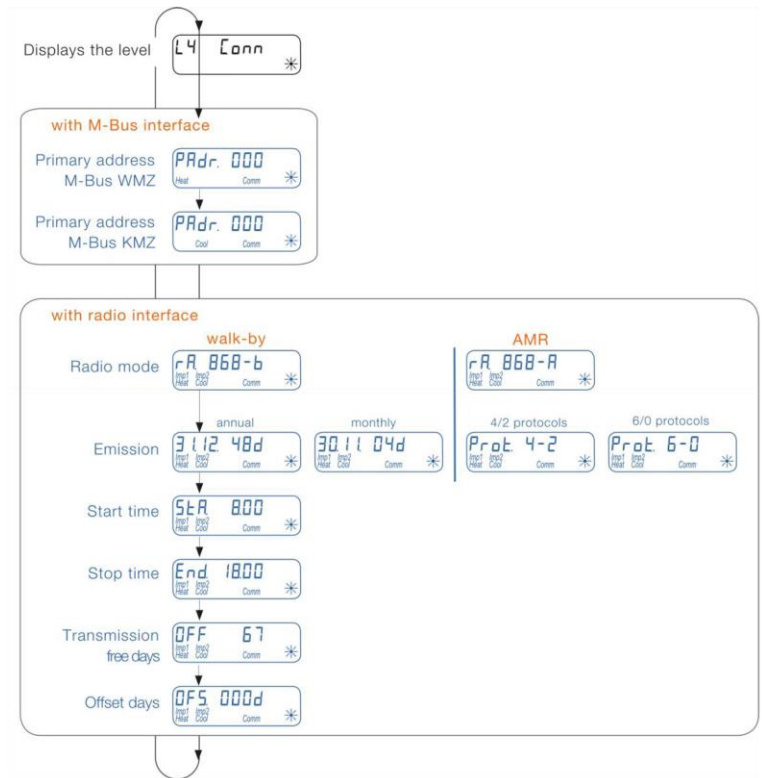 Displays the level
L4 Conn
with M-Bus interface
Primary address
M-Bus WMZ
PAdr. 000
Heat Comm
Primary address
M-Bus KMZ
PAdr. 000
Cool Comm
with radio interface
walk-by
AMR
Radio mode
rA 868-b
Imp1 Imp2
Heat Cool Comm
rA 868-A
Imp1 Imp2
Heat Cool Comm
annual
monthly
4/2 protocols
6/0 protocols
Emission
31.12. 48d
Imp1 Imp2
Heat Cool Comm
30.11. 04d
Imp1 Imp2
Heat Cool Comm
Prot. 4-2
Imp1 Imp2
Heat Cool Comm
Prot. 6-0
Imp1 Imp2
Heat Cool Comm
Start time
StA. 8.00
Imp1 Imp2
Heat Cool Comm
Stop time
End. 18.00
Imp1 Imp2
Heat Cool Comm
Transmission
free days
OFF 67
Imp1 Imp2
Heat Cool Comm
Offset days
OFS. 000d
Imp1 Imp2
Heat Cool Comm